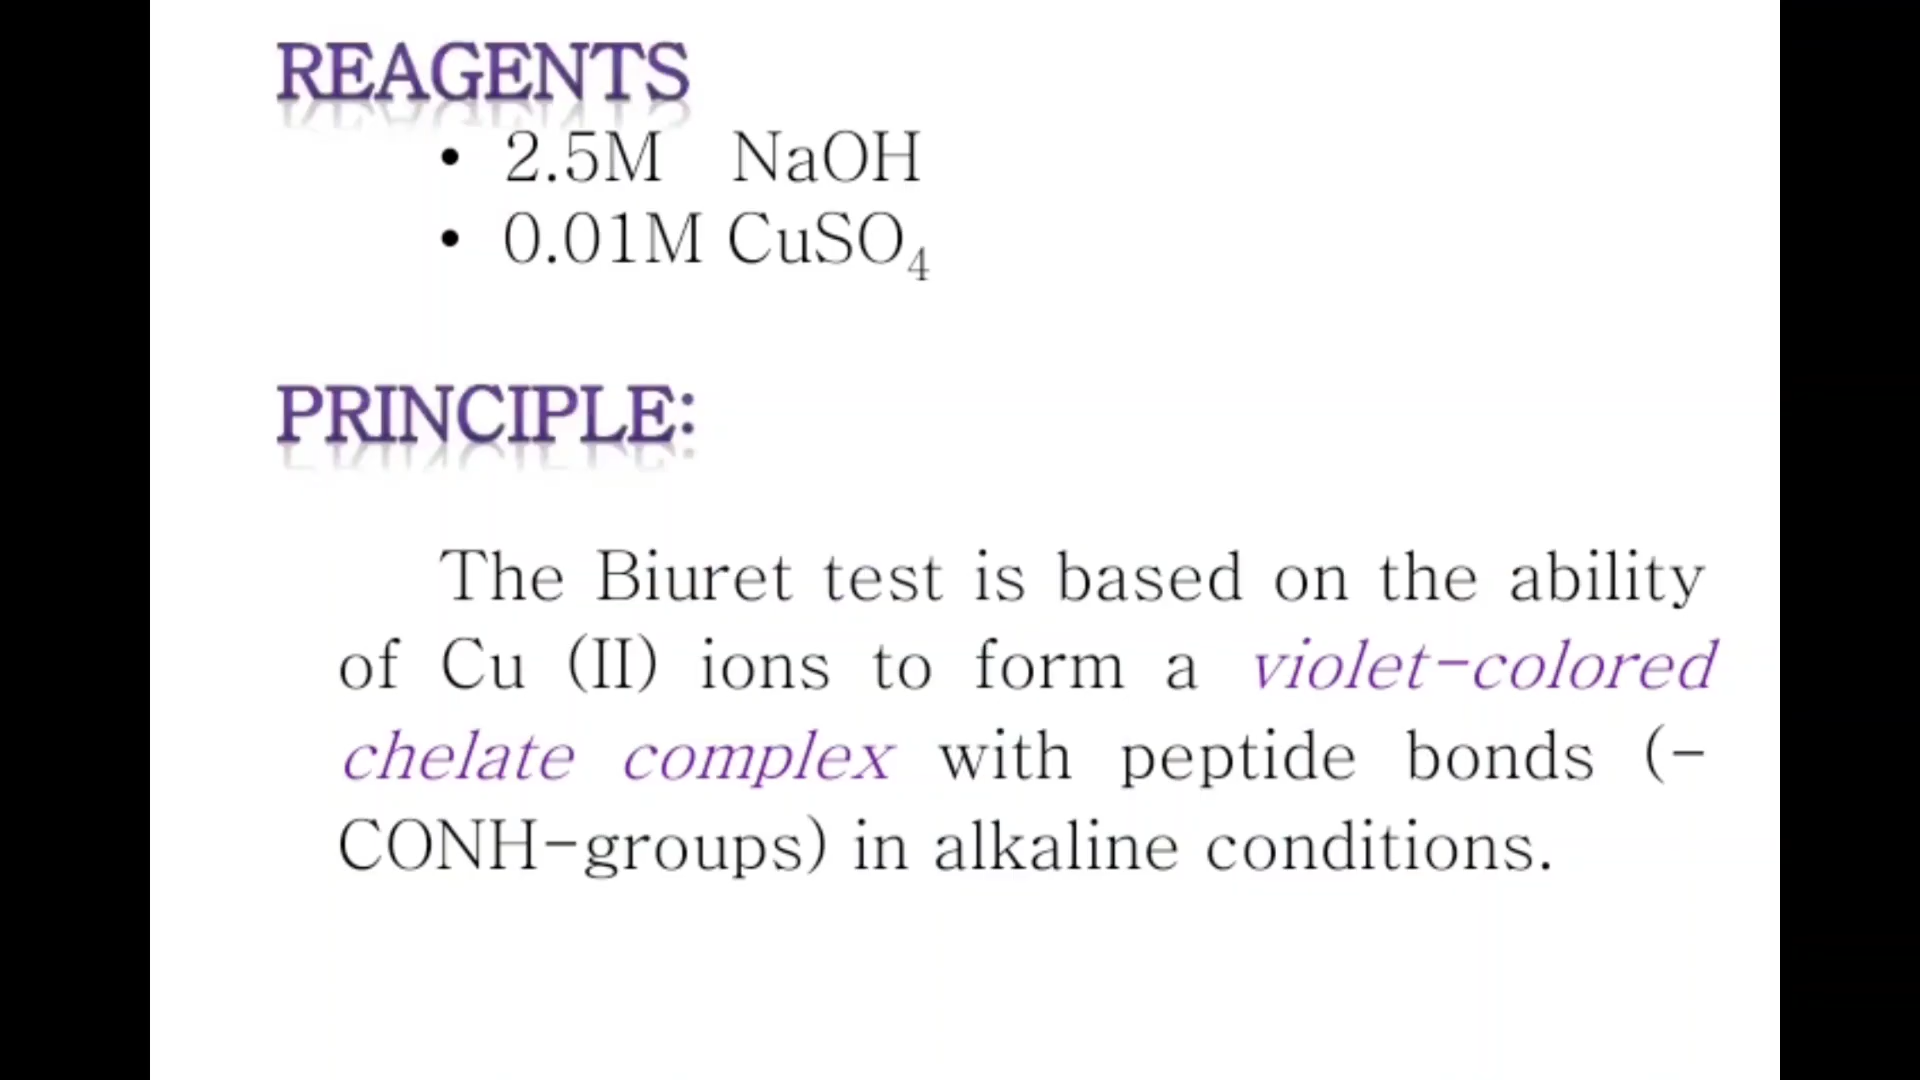 REAGENTS
• 2.5M NaOH
• 0.01M CuSO₄
PRINCIPLE:
The Biuret test is based on the ability
of Cu (II) ions to form a violet-colored
chelate complex with peptide bonds (-
CONH-groups) in alkaline conditions.